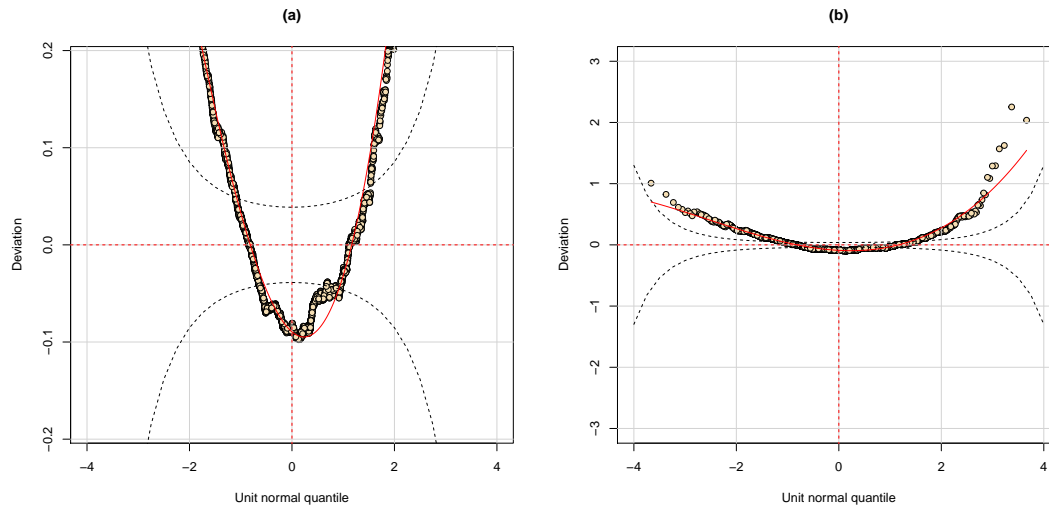 (a)
0.2
0.1
0.0
−0.1
−0.2
Deviation
−4 −2 0 2 4
Unit normal quantile
(b)
3
2
1
0
−1
−2
−3
Deviation
−4 −2 0 2 4
Unit normal quantile